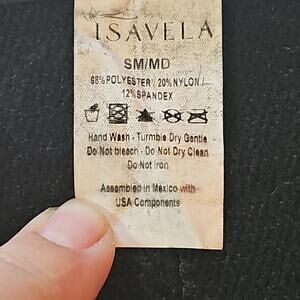 ISAVELA
SM/MD
68%POLYESTER / 20%NYLON /
12%SPANDEX
Hand Wash - Turmble Dry Gentle
Do Not bleach - Do Not Dry Clean
Do Not Iron
Assembled in Mexico with
USA Components